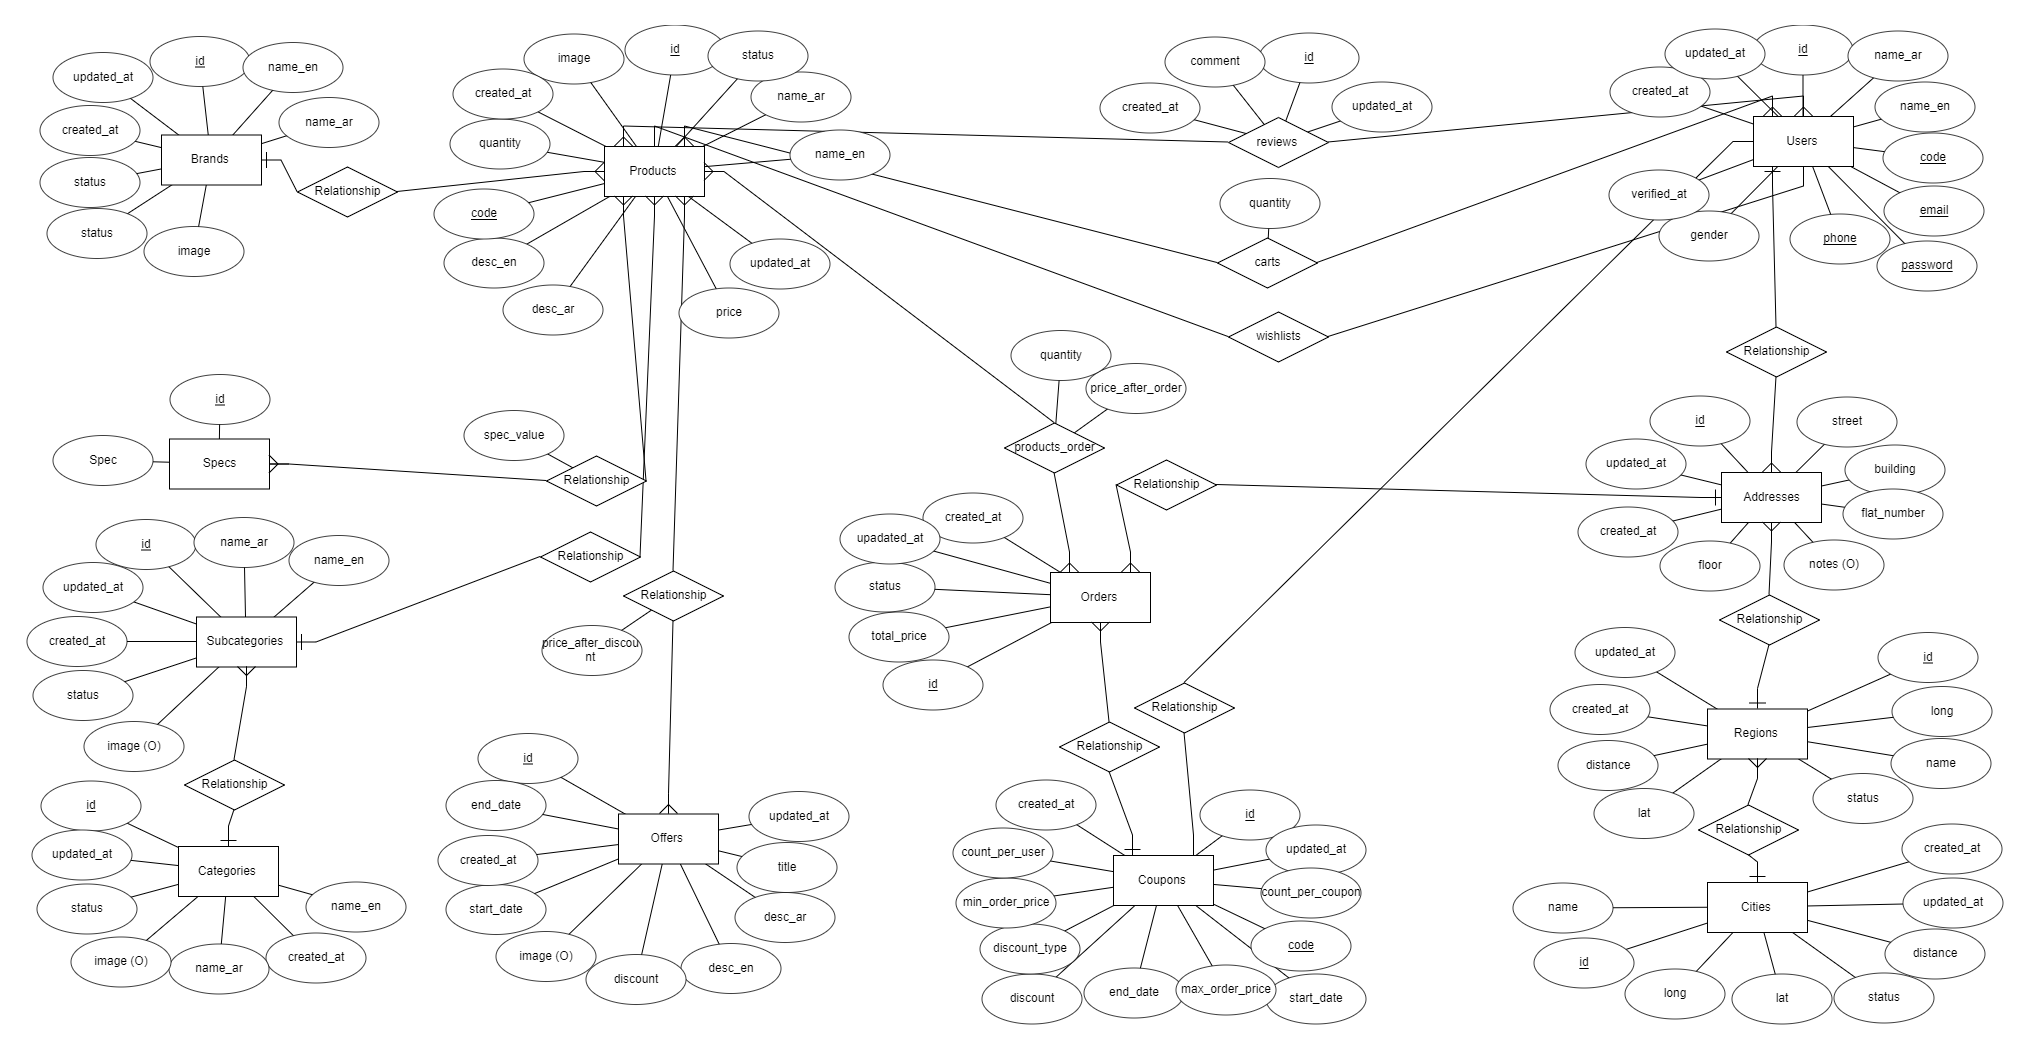 updated_at
id
name_en
created_at
name_ar
Brands
status
status
image
Relationship
image
id
status
created_at
name_ar
quantity
Products
name_en
code
desc_en
updated_at
desc_ar
price
comment
id
created_at
updated_at
reviews
quantity
carts
wishlists
updated_at
id
name_ar
created_at
name_en
Users
code
verified_at
email
gender
phone
password
Relationship
id
Spec
Specs
spec_value
Relationship
quantity
price_after_order
products_order
Relationship
id
street
updated_at
building
Addresses
flat_number
created_at
floor
notes (O)
Relationship
id
name_ar
name_en
updated_at
Subcategories
created_at
status
image (O)
Relationship
Relationship
price_after_discou
nt
created_at
upadated_at
status
Orders
total_price
id
Relationship
Relationship
updated_at
id
created_at
long
Regions
distance
name
lat
status
Relationship
Relationship
id
updated_at
Categories
status
name_en
image (O)
name_ar
created_at
id
end_date
updated_at
Offers
created_at
title
start_date
desc_ar
image (O)
discount
desc_en
created_at
id
count_per_user
updated_at
Coupons
count_per_coupon
min_order_price
discount_type
code
discount
end_date
max_order_price
start_date
created_at
name
Cities
updated_at
id
distance
long
lat
status